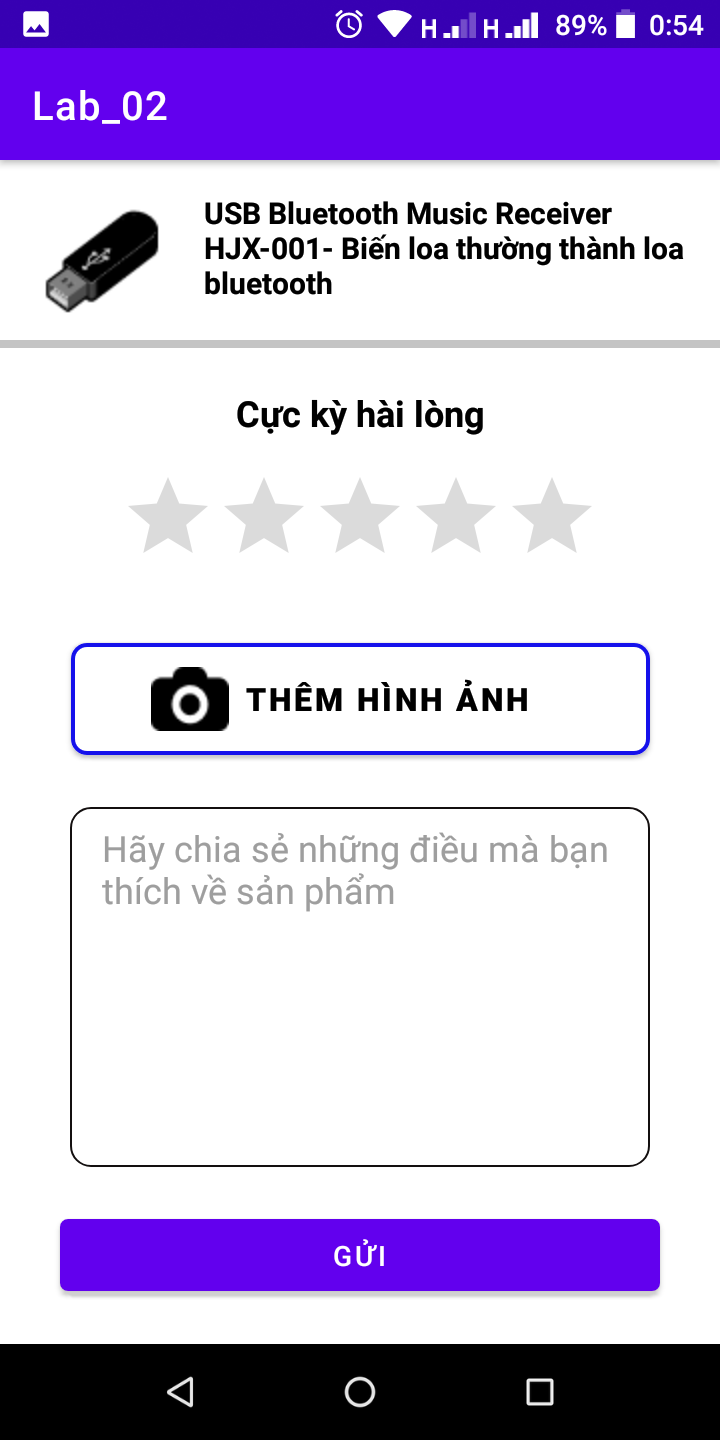 H H 89% 0:54
Lab_02
USB Bluetooth Music Receiver
HJX-001- Biến loa thường thành loa
bluetooth
Cực kỳ hài lòng
THÊM HÌNH ẢNH
Hãy chia sẻ những điều mà bạn
thích về sản phẩm
GỬI